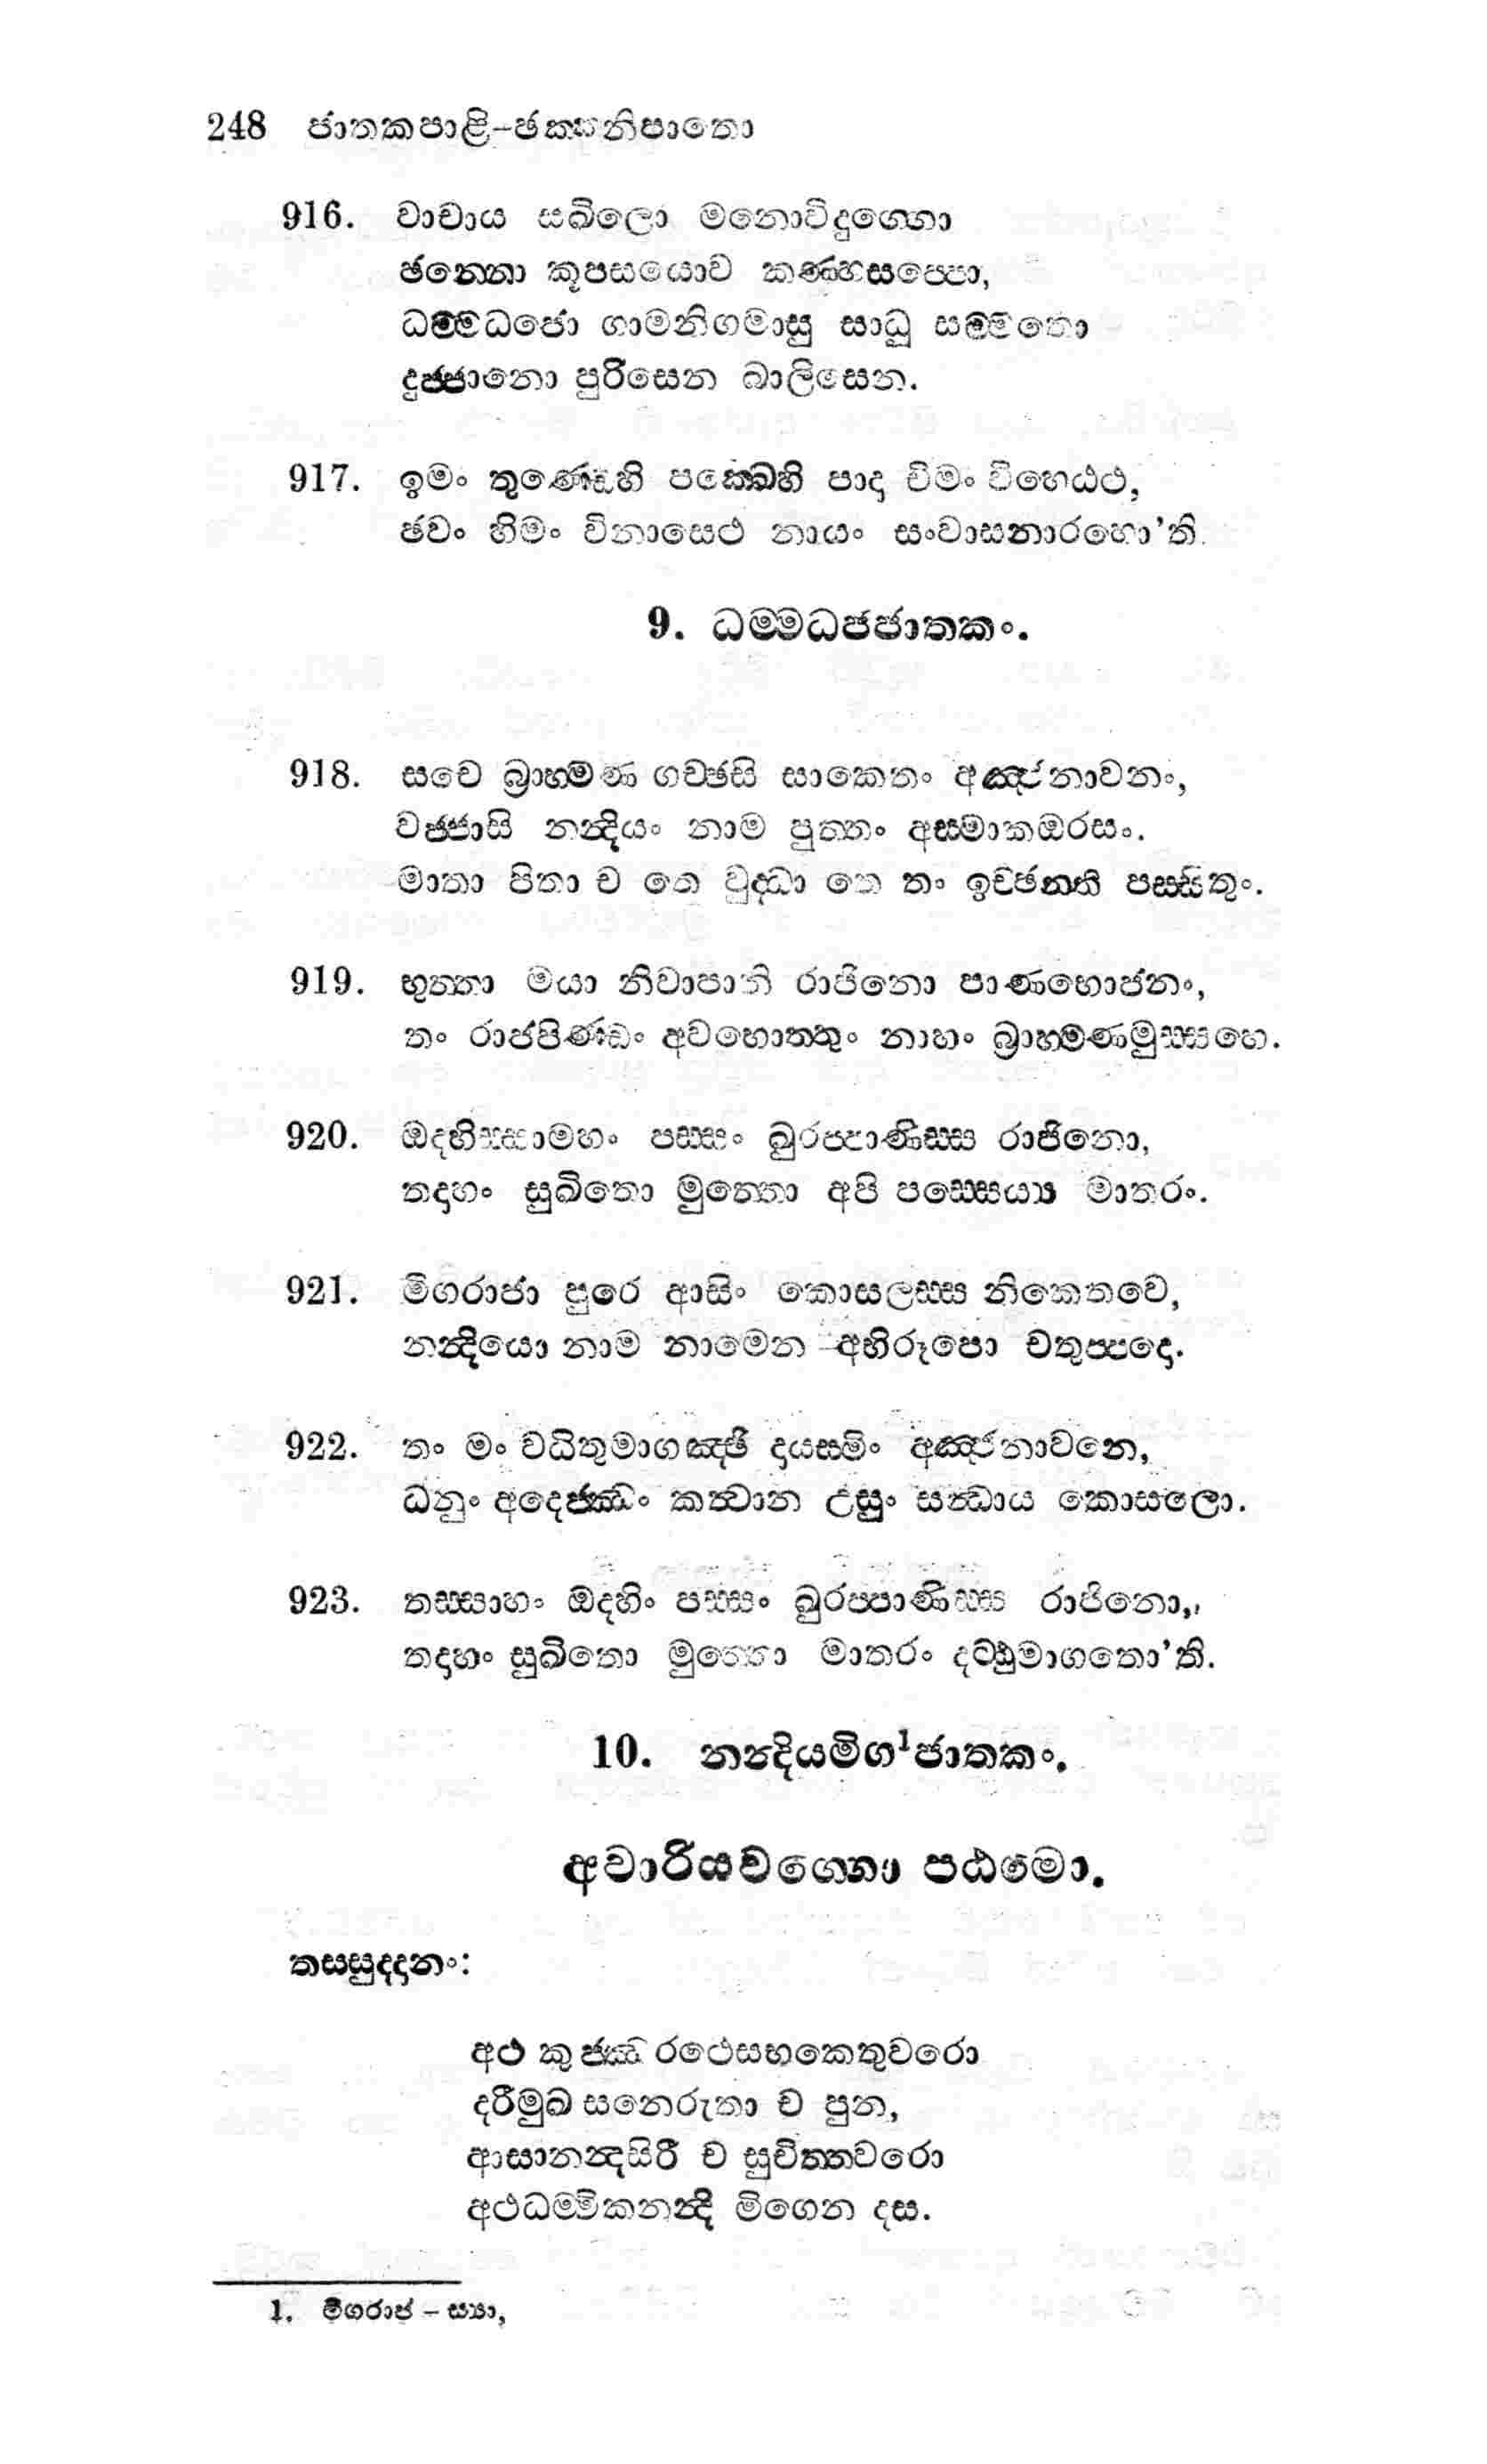 248 ජාතකපාළි-ඡක්කනිපාතො
916. වාචාය සඛිලො මනොවිදුග්ගො
ඡන්නො කූපසයොව කණ්හසප්පො,
ධම්මධජො ගාමනිගමාසු සාධු සම්මතො
දුජ්ජානො පුරිසෙන බාලිසෙන.
917. ඉමං තුණ්ඩෙහි පක්ඛෙහි පාදා චිමං විහෙඨථ,
ඡවං හිමං විනාසෙථ නායං සංවාසනාරහො'ති.
9. ධම්මධජජාතකං.
918. සචෙ බ්‍රාහ්මණ ගච්ඡසි සාකෙතං අඤ්ජනාවනං,
වජ්ජාසි නන්දියං නාම පුත්තං අස්මාකඔරසං.
මාතා පිතා ච තෙ වුද්ධා තෙ තං ඉච්ඡන්ති පස්සිතුං.
919. භුත්තා මයා නිවාපානි රාජිනො පාණභොජනං,
තං රාජපිණ්ඩං අවභොත්තුං නාහං බ්‍රාහ්මණමුස්සහෙ.
920. ඔදහිස්සාමහං පස්සං ඛුරප්පාණිස්ස රාජිනො,
තදාහං සුඛිතො මුත්තො අපි පස්සෙය්‍ය මාතරං.
921. මිගරාජා පුරෙ ආසිං කොසලස්ස නිකෙතවෙ,
නන්දියො නාම නාමෙන අභිරූපො චතුප්පදො.
922. තං මං වධිතුමාගඤ්ඡි දායස්මිං අඤ්ජනාවනෙ,
ධනුං අදෙජ්ඣං කත්වාන උසුං සන්ධාය කොසලො.
923. තස්සාහං ඔදහිං පස්සං ඛුරප්පාණිස්ස රාජිනො,
තදාහං සුඛිතො මුත්තො මාතරං දට්ඨුමාගතො'ති.
10. නන්දියමිග¹ජාතකං.
අවාරියවග්ගො පඨමො.
තස්සුද්දානං:
අථ කුජ්ඣ රථෙසභකෙතුවරො
දරීමුඛ සනෙරුතා ච පුන,
ආසානන්දසිරී ච සුචිත්තවරො
අථධම්මිකනන්දි මිගෙන දස.
1. මිගරාජ – ස්‍යා,